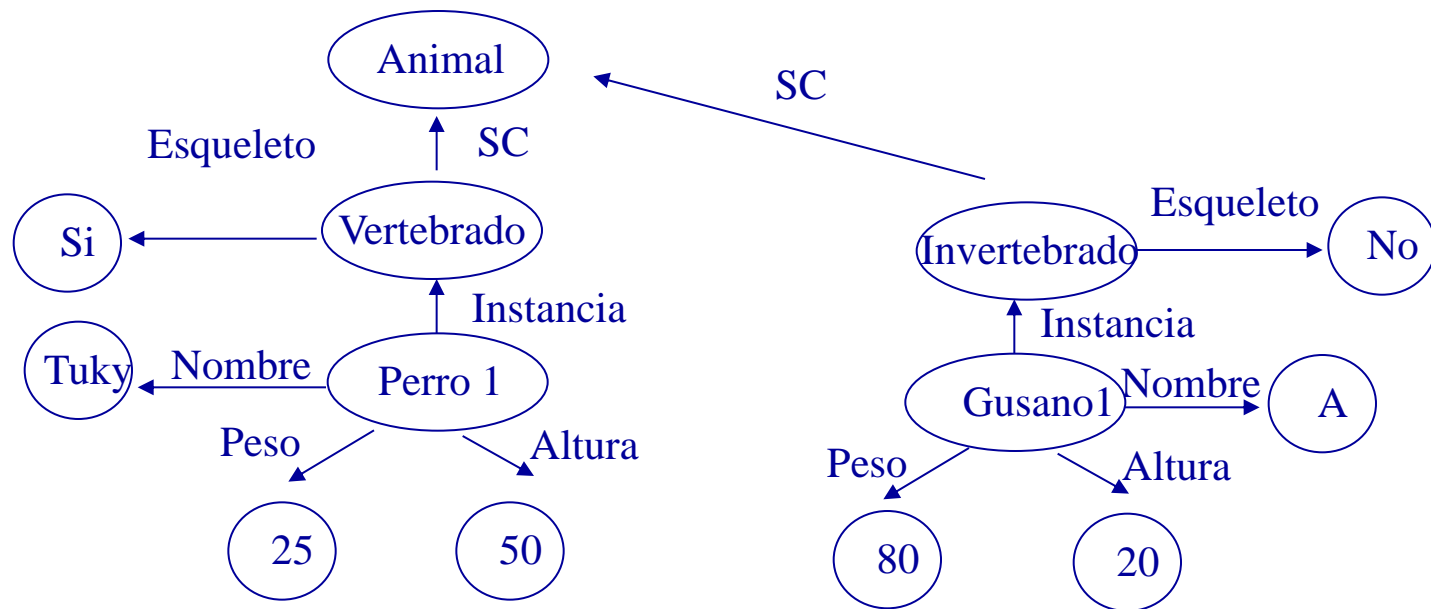 Animal
SC
Esqueleto
SC
Si
Vertebrado
Esqueleto
Invertebrado
No
Instancia
Instancia
Tuky
Nombre
Perro 1
Nombre
Gusano1
A
Peso
Altura
Peso
Altura
25
50
80
20